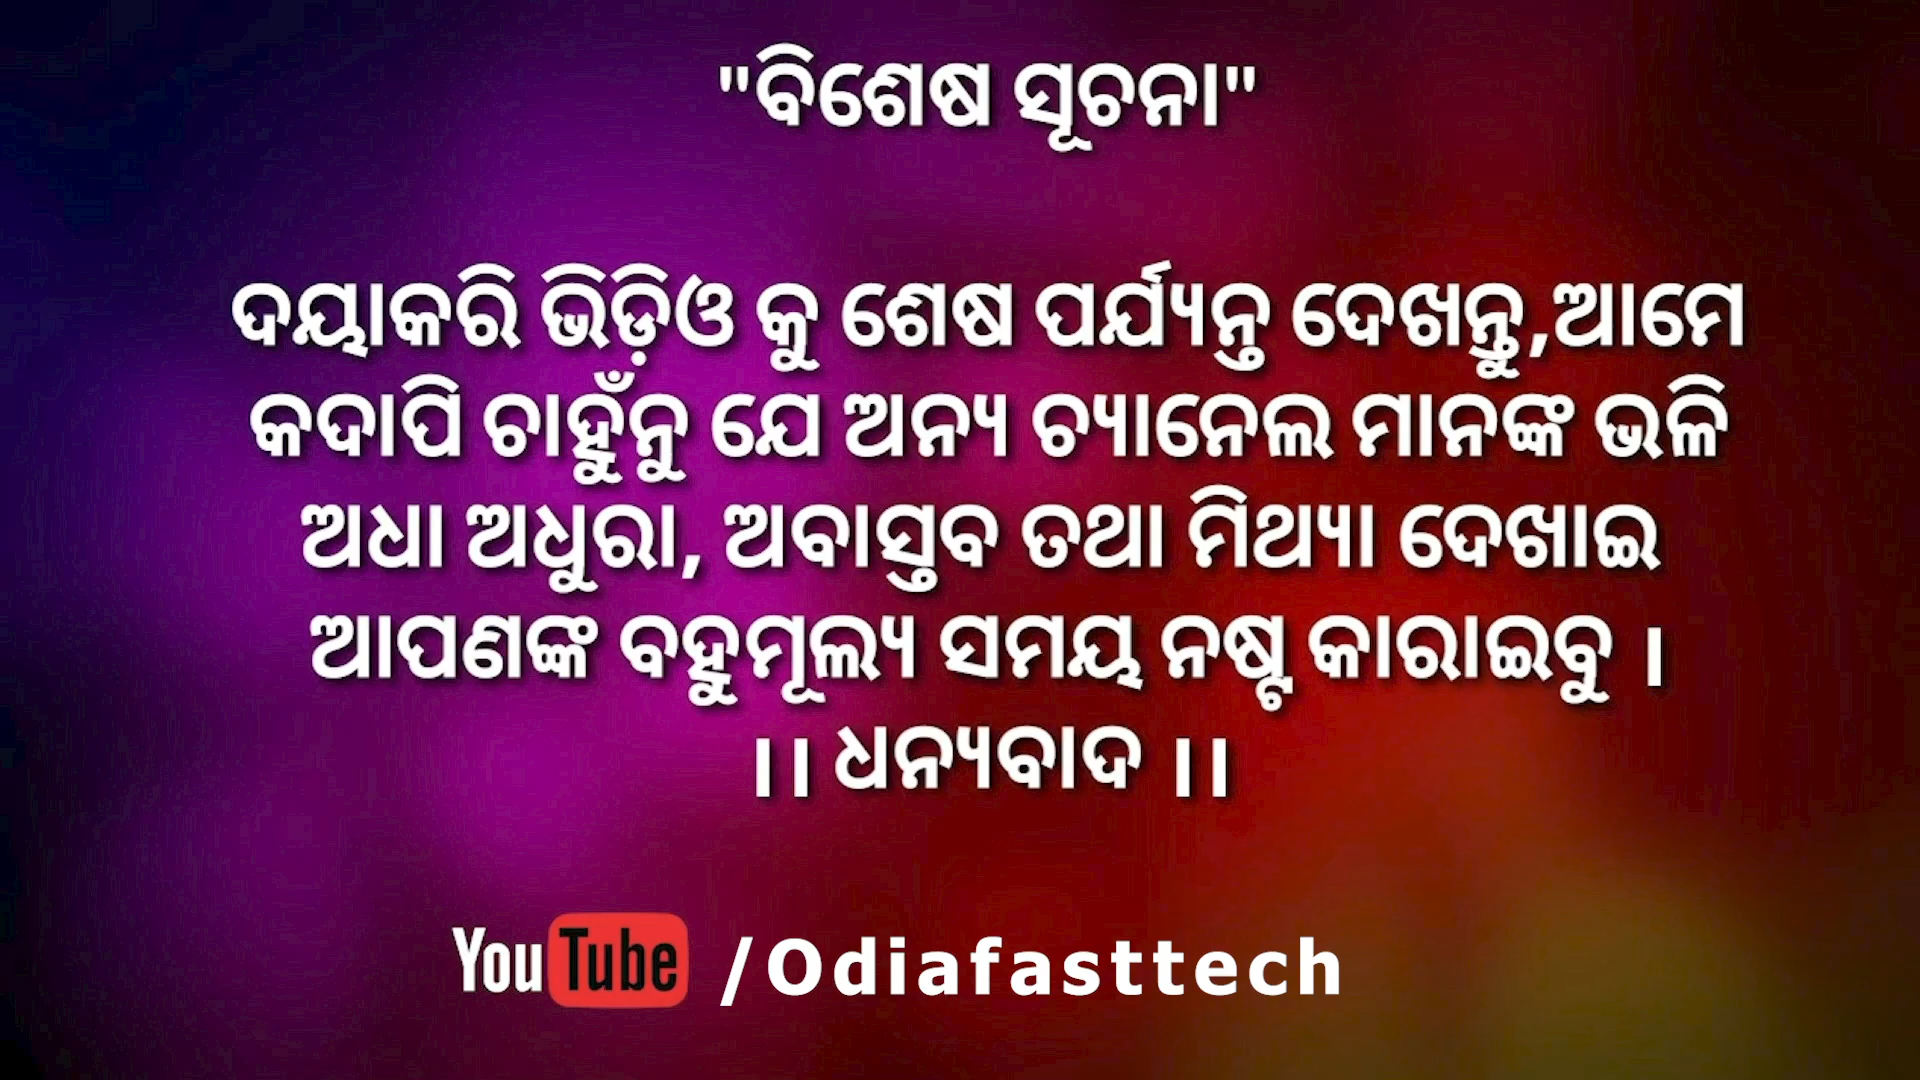 "ବିଶେଷ ସୂଚନା"
ଦୟାକରି ଭିଡ଼ିଓ କୁ ଶେଷ ପର୍ଯ୍ୟନ୍ତ ଦେଖନ୍ତୁ,ଆମେ
କଦାପି ଚାହୁଁନୁ ଯେ ଅନ୍ୟ ଚ୍ୟାନେଲ ମାନଙ୍କ ଭଳି
ଅଧା ଅଧୁରା, ଅବାସ୍ତବ ତଥା ମିଥ୍ୟା ଦେଖାଇ
ଆପଣଙ୍କ ବହୁମୂଲ୍ୟ ସମୟ ନଷ୍ଟ କାରାଇବୁ ।
।। ଧନ୍ୟବାଦ ।।
YouTube /Odiafasttech